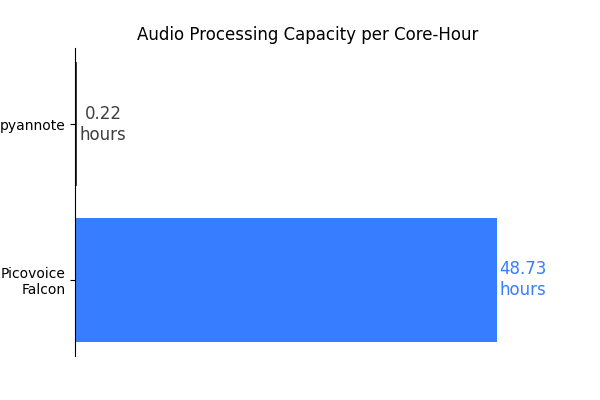 Audio Processing Capacity per Core-Hour
pyannote
0.22
hours
Picovoice
Falcon
48.73
hours